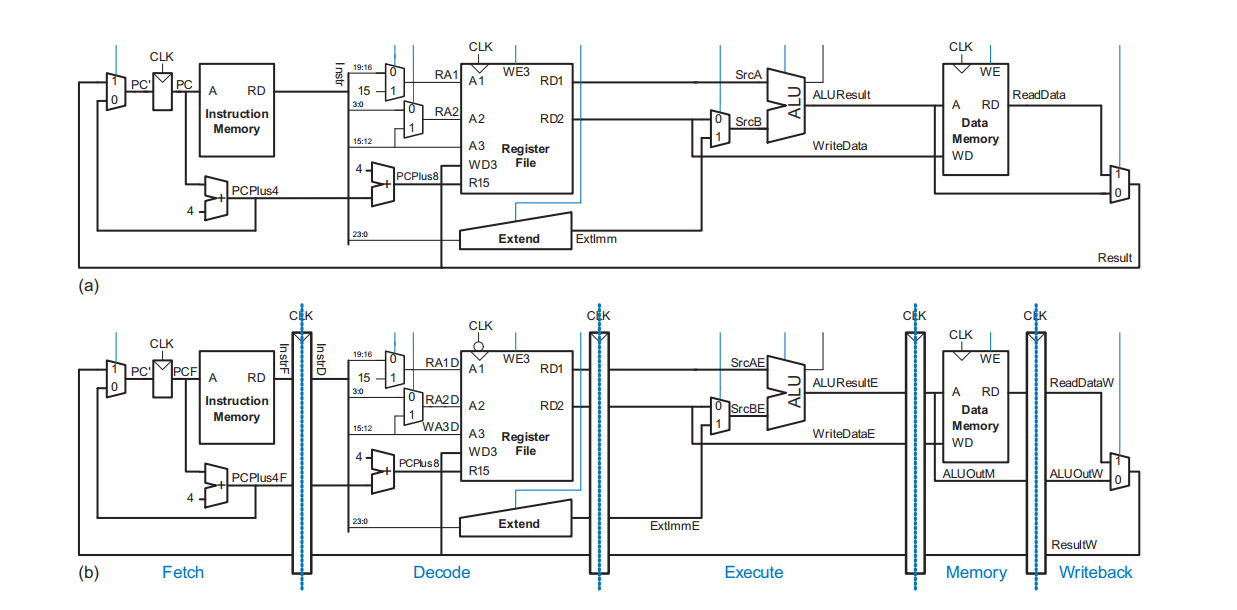 CLK CLK CLK
19:16 WE3 WE
1 PC' PC A RD Instr 0 RA1 A1 RD1 SrcA ALUResult A RD ReadData
0 Instruction 15 1
Memory 3:0 0 RA2 A2 RD2 0 SrcB ALU Data
1 1 Memory
15:12 A3 Register WriteData WD
4 PCPlus8 WD3 File 1
+ PCPlus4 + R15 0
4
23:0 Extend ExtImm
Result
(a)
CLK CLK CLK CLK
CLK CLK CLK
19:16 WE3 WE
1 PC' PCF A RD InstrF InstrD 0 RA1D A1 RD1 SrcAE ALUResultE A RD ReadDataW
0 Instruction 15 1
Memory 3:0 0 RA2D A2 RD2 0 SrcBE ALU Data
1 1 Memory
15:12 WA3D A3 Register WriteDataE WD
4 PCPlus8 WD3 File 1
+ PCPlus4F + R15 ALUOutM ALUOutW 0
4
23:0 Extend ExtImmE
ResultW
(b) Fetch Decode Execute Memory Writeback